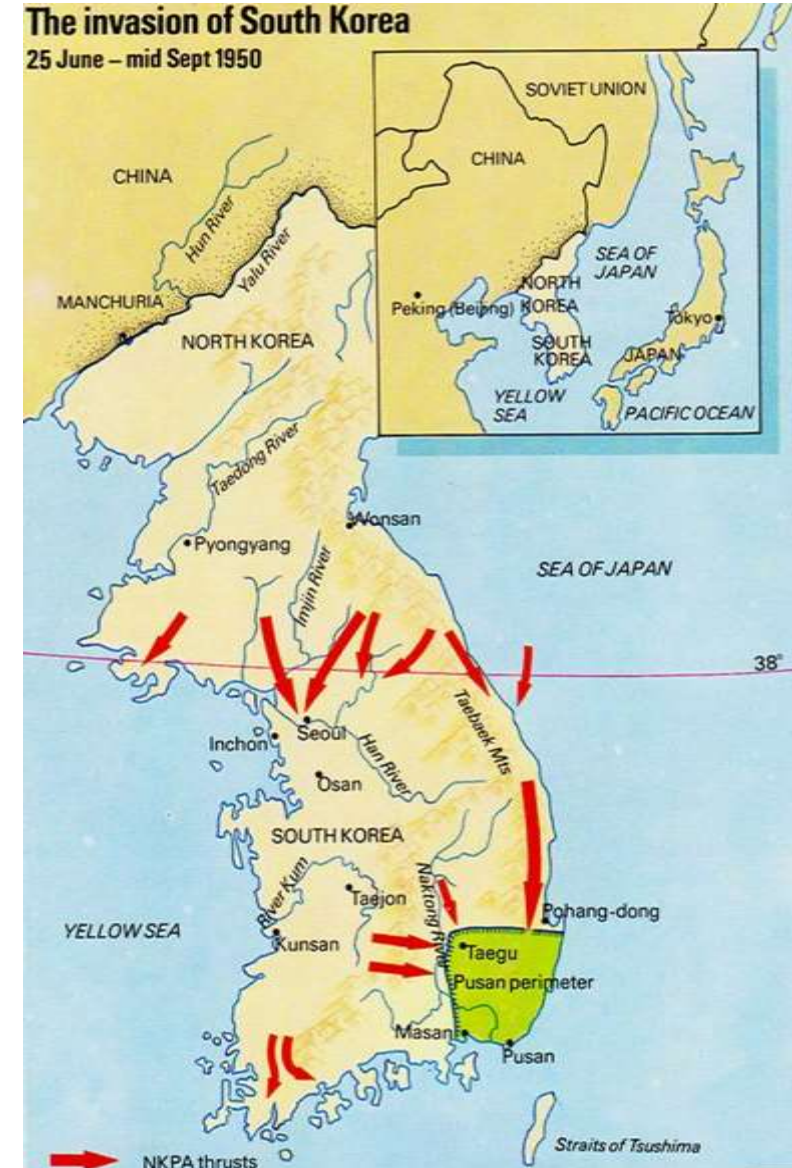 The invasion of South Korea
25 June – mid Sept 1950
SOVIET UNION
CHINA
SEA OF
JAPAN
NORTH
KOREA
Peking (Beijing)
SOUTH
KOREA
Tokyo
JAPAN
YELLOW
SEA
PACIFIC OCEAN
CHINA
Hun River
Yalu River
MANCHURIA
NORTH KOREA
Taedong River
Wonsan
Pyongyang
Imjin River
SEA OF JAPAN
38°
Taebaek Mts
Seoul
Inchon
Han River
Osan
SOUTH KOREA
Naktong River
River Kum
Taejon
Pohang-dong
YELLOW SEA
Kunsan
Taegu
Pusan perimeter
Masan
Pusan
Straits of Tsushima
NKPA thrusts